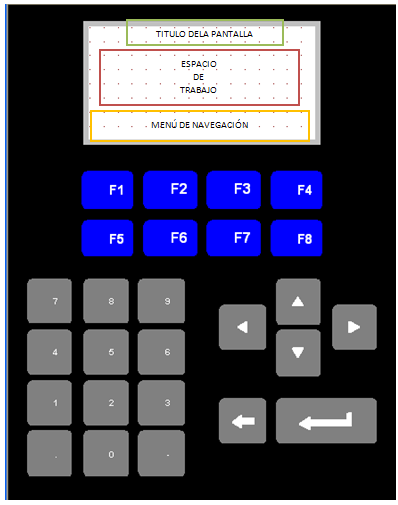 TITULO DELA PANTALLA
ESPACIO
DE
TRABAJO
MENÚ DE NAVEGACIÓN
F1 F2 F3 F4
F5 F6 F7 F8
7 8 9
4 5 6
1 2 3
. 0 -